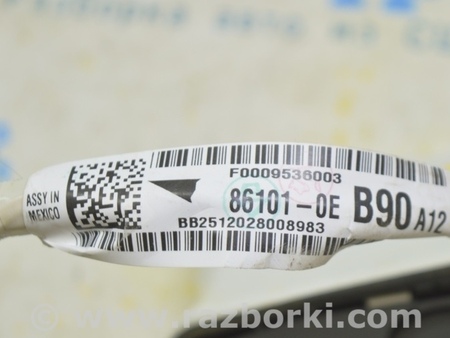 ASSY IN
MEXICO
F0009536003
86101-0E B90 A12
BB2512028008983
www.razborki.com